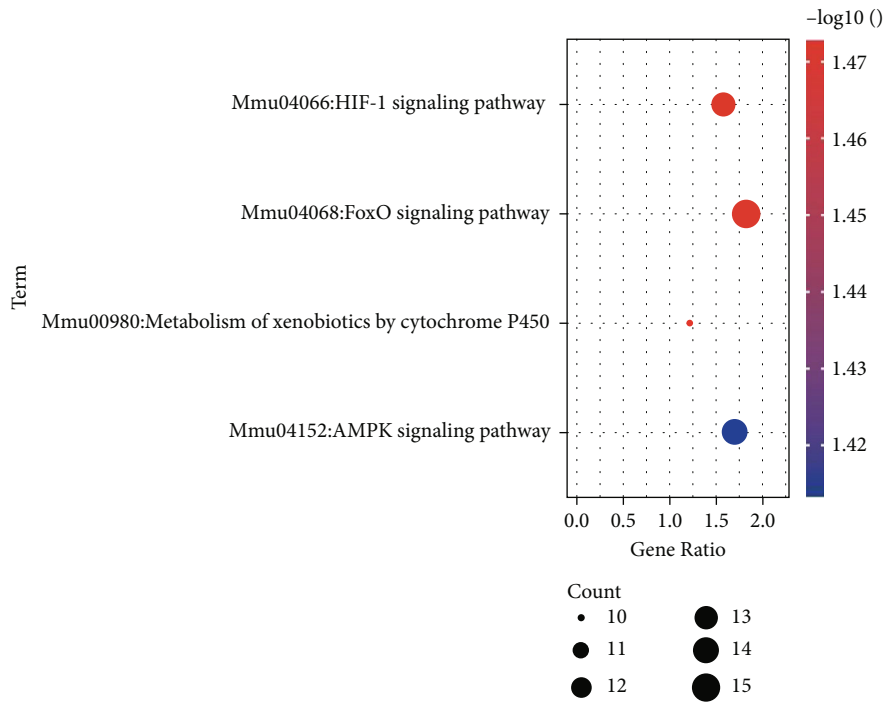 –log10 ()
1.47
1.46
1.45
1.44
1.43
1.42
Term
Mmu04066:HIF-1 signaling pathway
Mmu04068:FoxO signaling pathway
Mmu00980:Metabolism of xenobiotics by cytochrome P450
Mmu04152:AMPK signaling pathway
0.0 0.5 1.0 1.5 2.0
Gene Ratio
Count
10 13
11 14
12 15